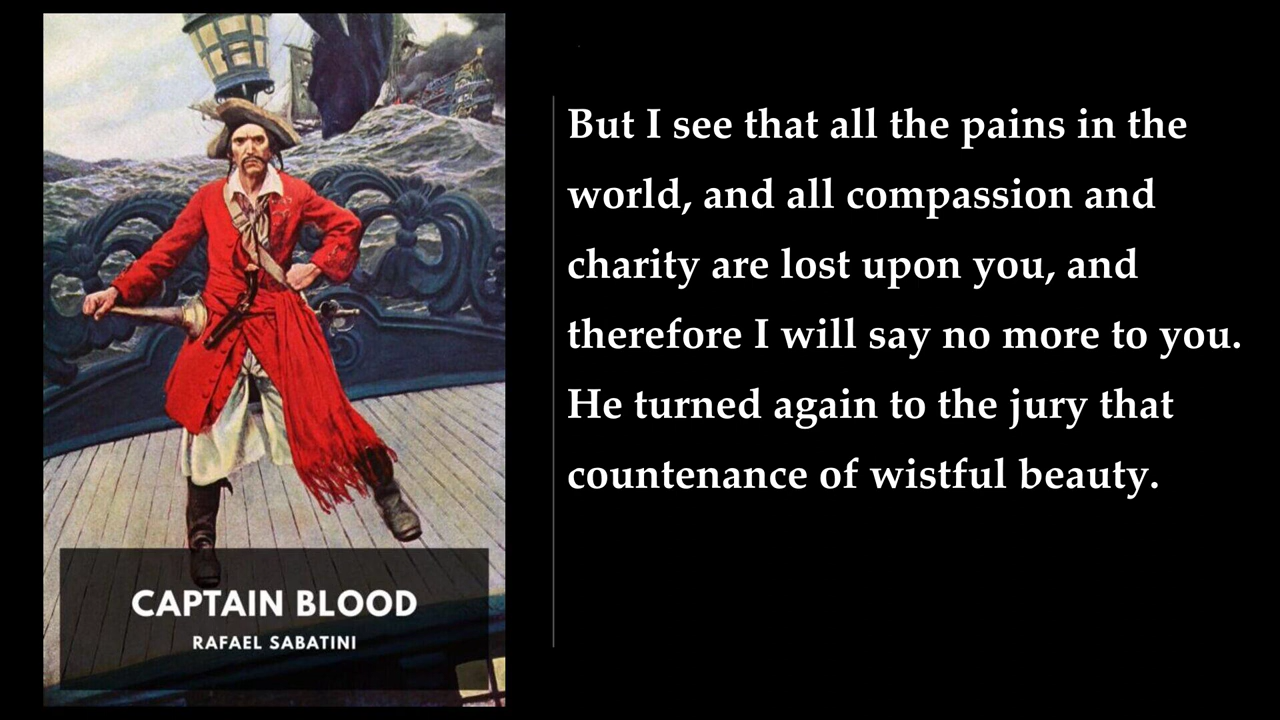 CAPTAIN BLOOD
RAFAEL SABATINI
But I see that all the pains in the
world, and all compassion and
charity are lost upon you, and
therefore I will say no more to you.
He turned again to the jury that
countenance of wistful beauty.